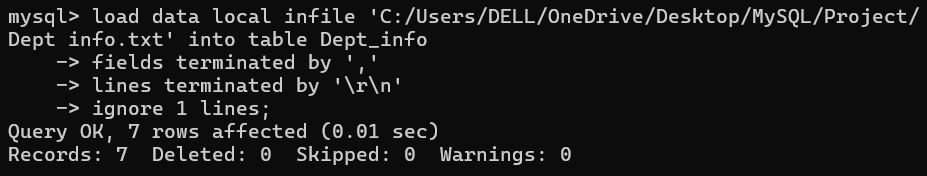 mysql> load data local infile 'C:/Users/DELL/OneDrive/Desktop/MySQL/Project/
Dept info.txt' into table Dept_info
    -> fields terminated by ','
    -> lines terminated by '\r\n'
    -> ignore 1 lines;
Query OK, 7 rows affected (0.01 sec)
Records: 7  Deleted: 0  Skipped: 0  Warnings: 0